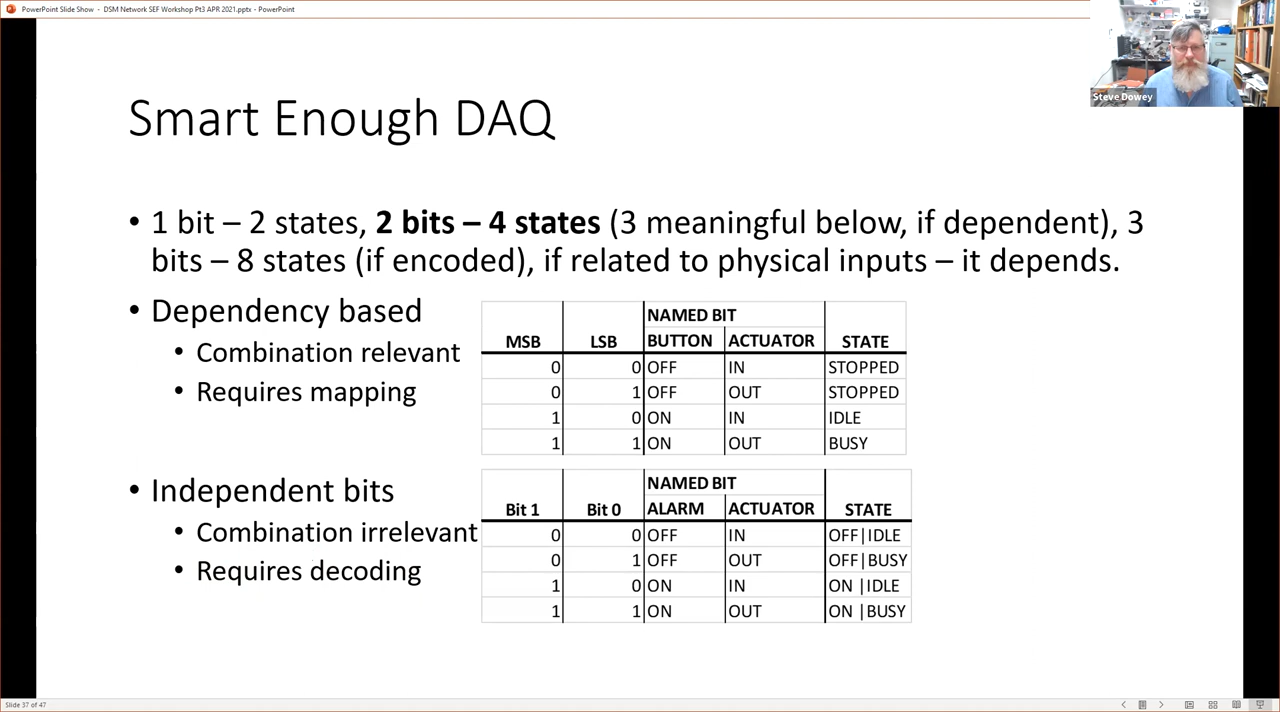 PowerPoint Slide Show - DSM Network SEF Workshop Pt3 APR 2021.pptx - PowerPoint
Steve Dowey
Smart Enough DAQ
• 1 bit – 2 states, 2 bits – 4 states (3 meaningful below, if dependent), 3
bits – 8 states (if encoded), if related to physical inputs – it depends.
• Dependency based
• Combination relevant
• Requires mapping
NAMED BIT
MSB LSB BUTTON ACTUATOR STATE
0 0 OFF IN STOPPED
0 1 OFF OUT STOPPED
1 0 ON IN IDLE
1 1 ON OUT BUSY
• Independent bits
• Combination irrelevant
• Requires decoding
NAMED BIT
Bit 1 Bit 0 ALARM ACTUATOR STATE
0 0 OFF IN OFF|IDLE
0 1 OFF OUT OFF|BUSY
1 0 ON IN ON |IDLE
1 1 ON OUT ON |BUSY
Slide 37 of 47